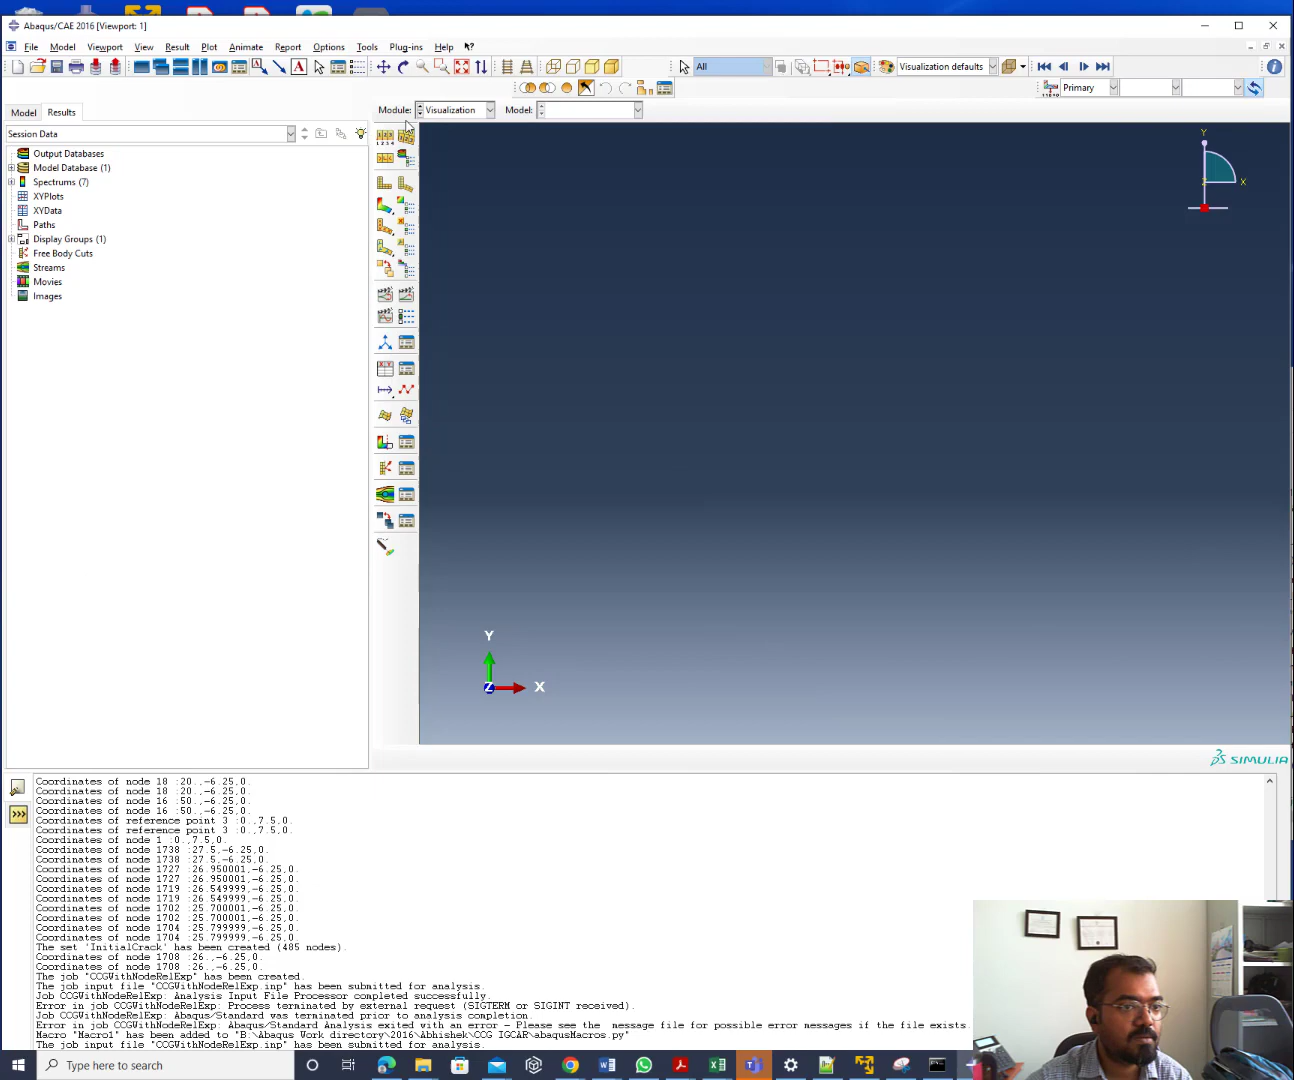 Abaqus/CAE 2016 [Viewport: 1]
File Model Viewport View Result Plot Animate Report Options Tools Plug-ins Help
All
Visualization defaults
Primary
Model Results
Module: Visualization Model:
Session Data
Output Databases
Model Database (1)
Spectrums (7)
XYPlots
XYData
Paths
Display Groups (1)
Free Body Cuts
Streams
Movies
Images
Y
X
Z
Y
X
Z
SIMULIA
Coordinates of node 18 :20.,-6.25,0.
Coordinates of node 18 :20.,-6.25,0.
Coordinates of node 16 :50.,-6.25,0.
Coordinates of node 16 :50.,-6.25,0.
Coordinates of reference point 3 :0.,7.5,0.
Coordinates of reference point 3 :0.,7.5,0.
Coordinates of node 1 :0.,7.5,0.
Coordinates of node 1738 :27.5,-6.25,0.
Coordinates of node 1738 :27.5,-6.25,0.
Coordinates of node 1727 :26.950001,-6.25,0.
Coordinates of node 1727 :26.950001,-6.25,0.
Coordinates of node 1719 :26.549999,-6.25,0.
Coordinates of node 1719 :26.549999,-6.25,0.
Coordinates of node 1702 :25.700001,-6.25,0.
Coordinates of node 1702 :25.700001,-6.25,0.
Coordinates of node 1704 :25.799999,-6.25,0.
Coordinates of node 1704 :25.799999,-6.25,0.
The set 'InitialCrack' has been created (485 nodes).
Coordinates of node 1708 :26.,-6.25,0.
Coordinates of node 1708 :26.,-6.25,0.
The job "CCGWithNodeRelExp" has been created.
The job input file "CCGWithNodeRelExp.inp" has been submitted for analysis.
Job CCGWithNodeRelExp: Analysis Input File Processor completed successfully.
Error in job CCGWithNodeRelExp: Process terminated by external request (SIGTERM or SIGINT received).
Job CCGWithNodeRelExp: Abaqus/Standard was terminated prior to analysis completion.
Error in job CCGWithNodeRelExp: Abaqus/Standard Analysis exited with an error - Please see the message file for possible error messages if the file exists.
Macro "Macro1" has been added to "B:\Abaqus Work directory\2016\Abhishek\CCG IGCAR\abaqusMacros.py"
The job input file "CCGWithNodeRelExp.inp" has been submitted for analysis.
Type here to search